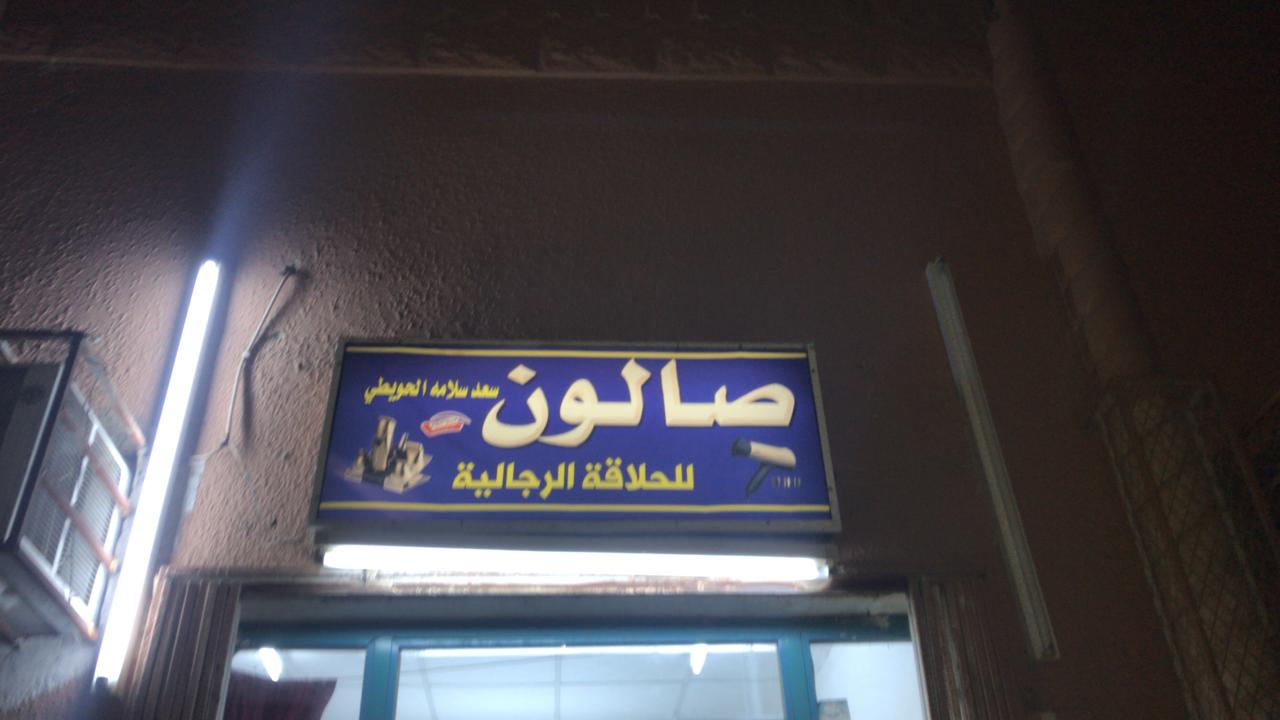 صالون
سعد سلامه الحويطي
للحلاقة الرجالية